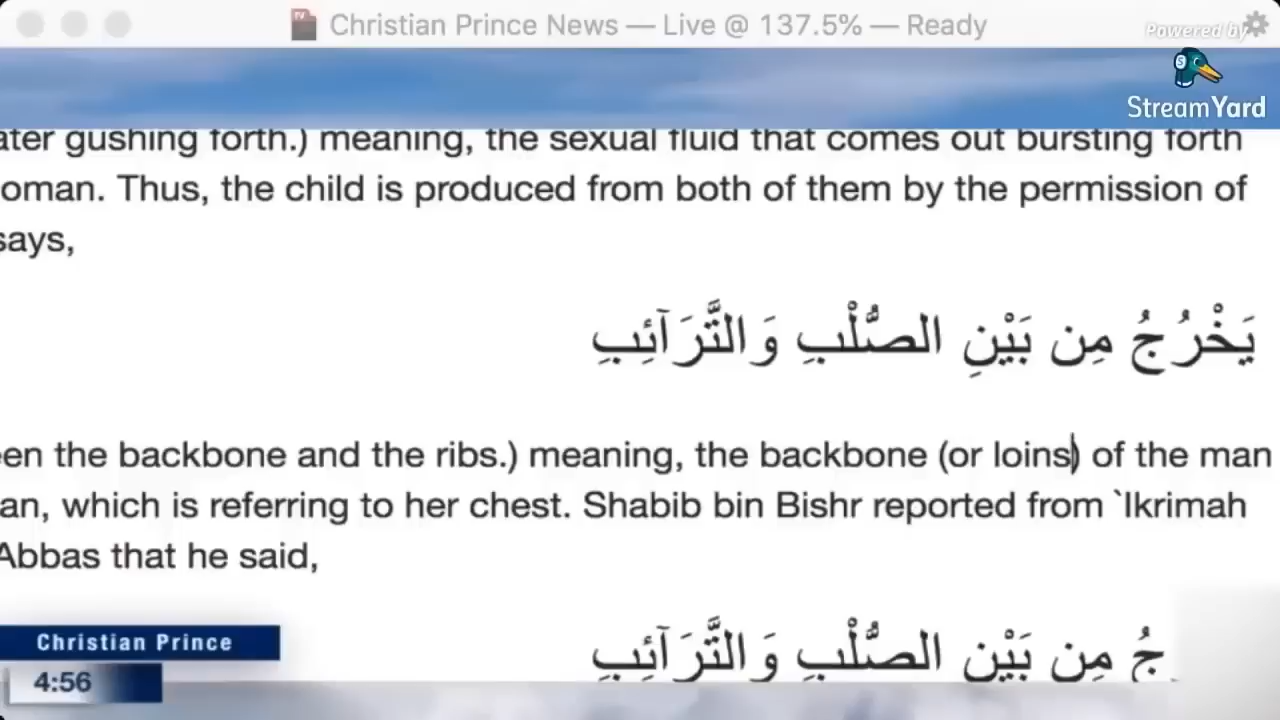 Christian Prince News — Live @ 137.5% — Ready
Powered by
StreamYard
ater gushing forth.) meaning, the sexual fluid that comes out bursting forth
oman. Thus, the child is produced from both of them by the permission of
says,
يَخْرُجُ مِن بَيْنِ الصُّلْبِ وَالتَّرَآئِبِ
een the backbone and the ribs.) meaning, the backbone (or loins) of the man
an, which is referring to her chest. Shabib bin Bishr reported from `Ikrimah
Abbas that he said,
جُ مِن بَيْنِ الصُّلْبِ وَالتَّرَآئِبِ
Christian Prince
4:56